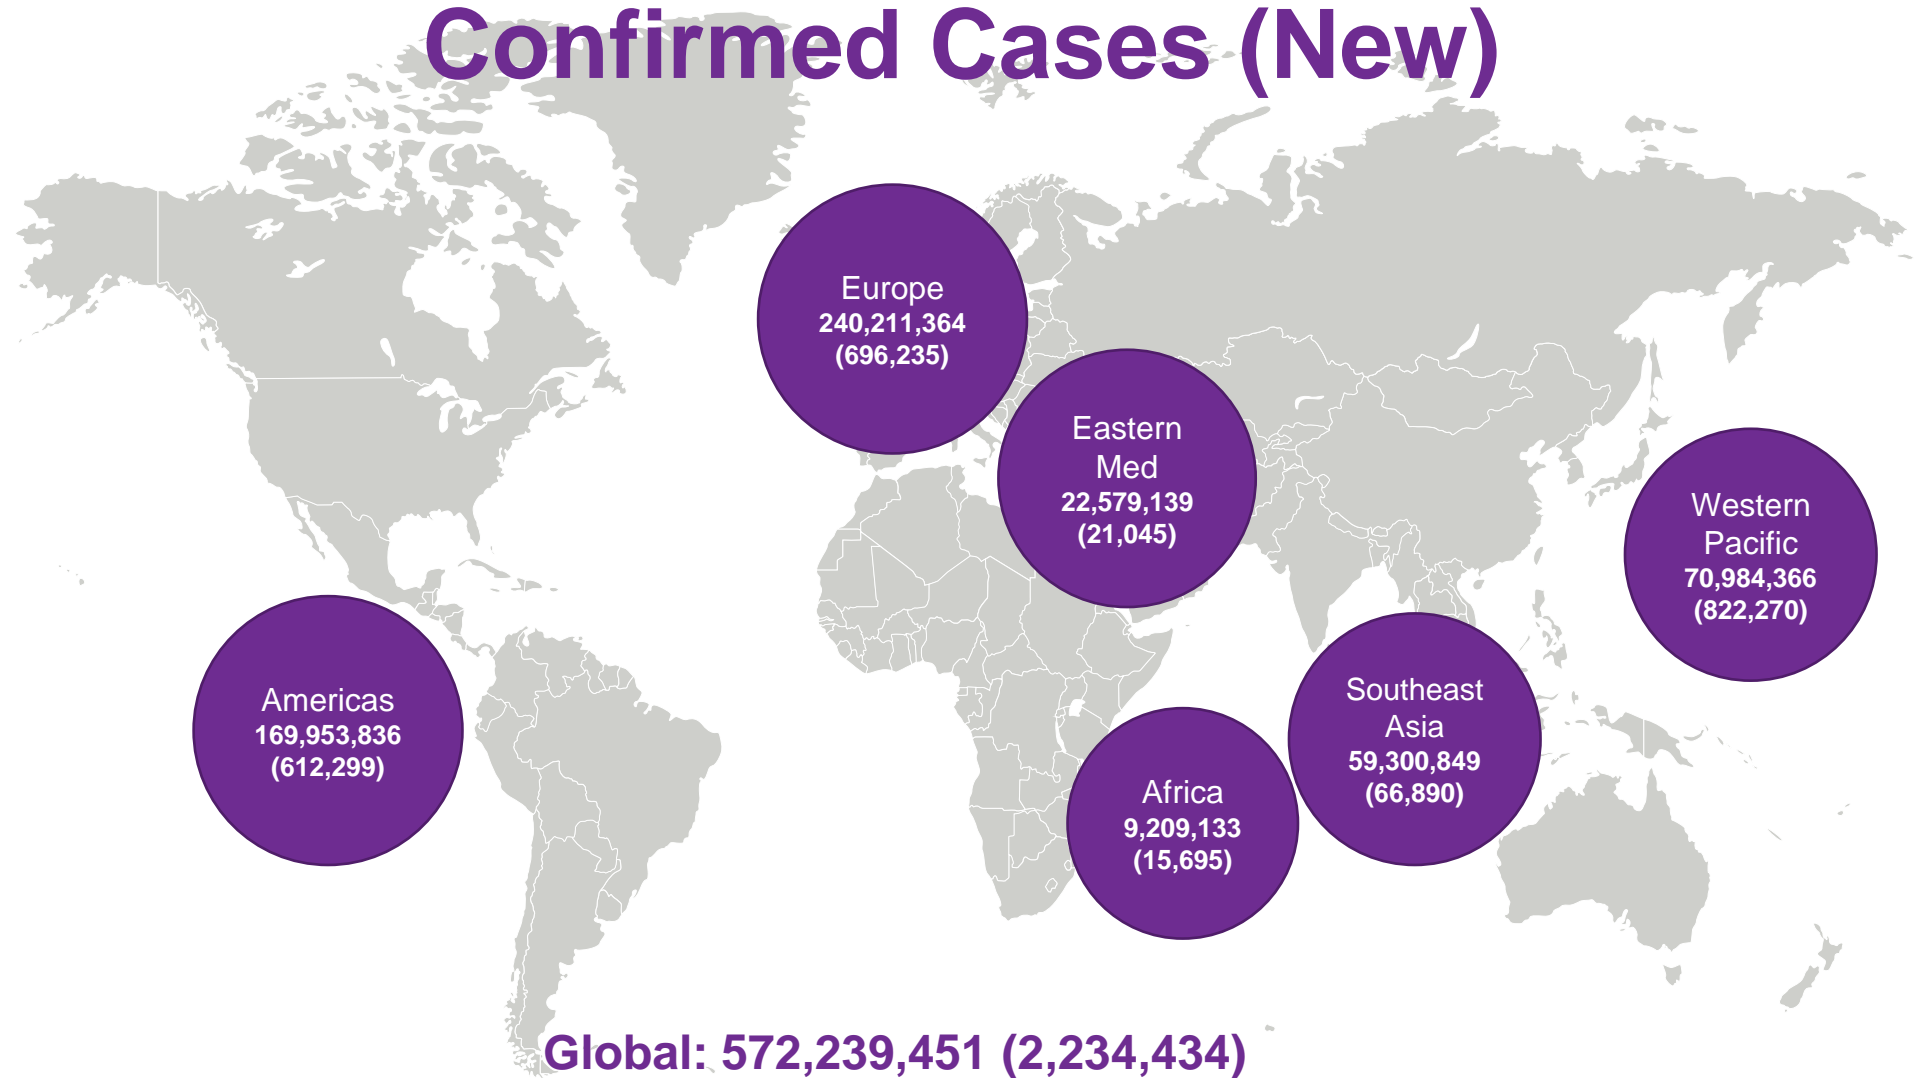 Confirmed Cases (New)
Europe
240,211,364
(696,235)
Eastern
Med
22,579,139
(21,045)
Western
Pacific
70,984,366
(822,270)
Americas
169,953,836
(612,299)
Southeast
Asia
59,300,849
(66,890)
Africa
9,209,133
(15,695)
Global: 572,239,451 (2,234,434)